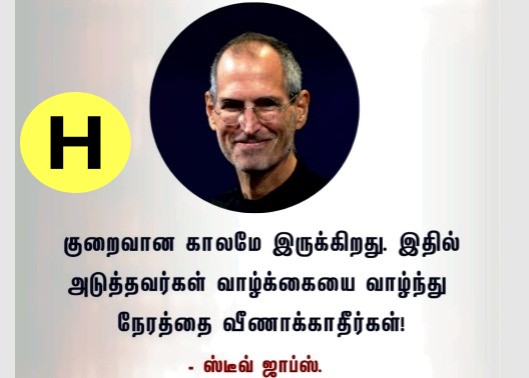 H
குறைவான காலமே இருக்கிறது. இதில்
அடுத்தவர்கள் வாழ்க்கையை வாழ்ந்து
நேரத்தை வீணாக்காதீர்கள்!
- ஸ்டீவ் ஜாப்ஸ்.